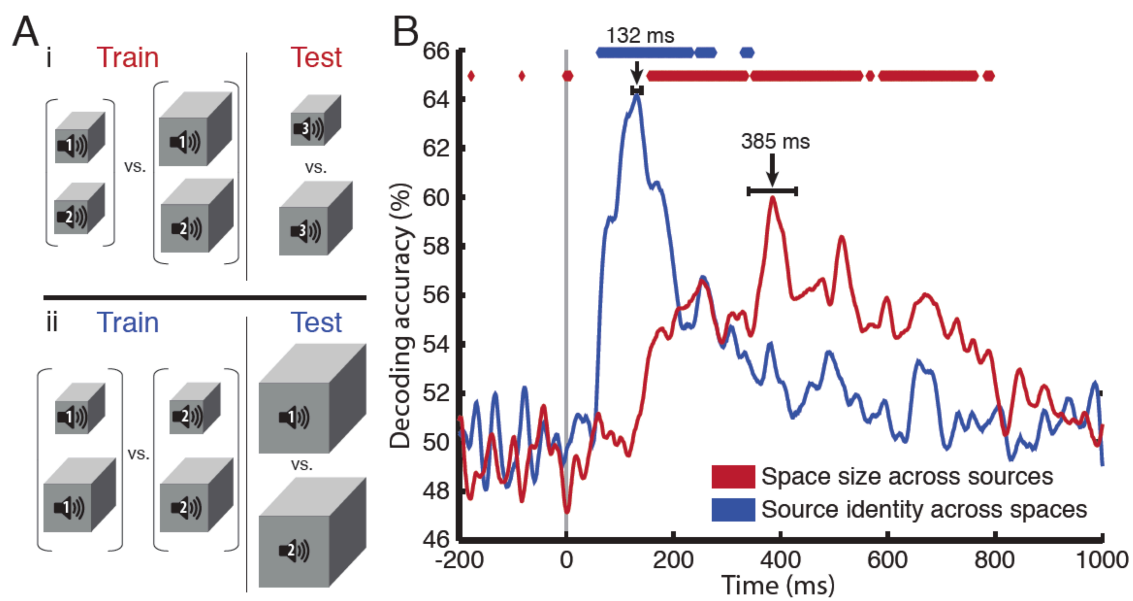 A
i
Train
Test
1
1
3
vs.
vs.
2
2
3
ii
Train
Test
1
2
1
vs.
vs.
1
2
2
B
132 ms
385 ms
Decoding accuracy (%)
66
64
62
60
58
56
54
52
50
48
46
Space size across sources
Source identity across spaces
-200
0
200
400
600
800
1000
Time (ms)